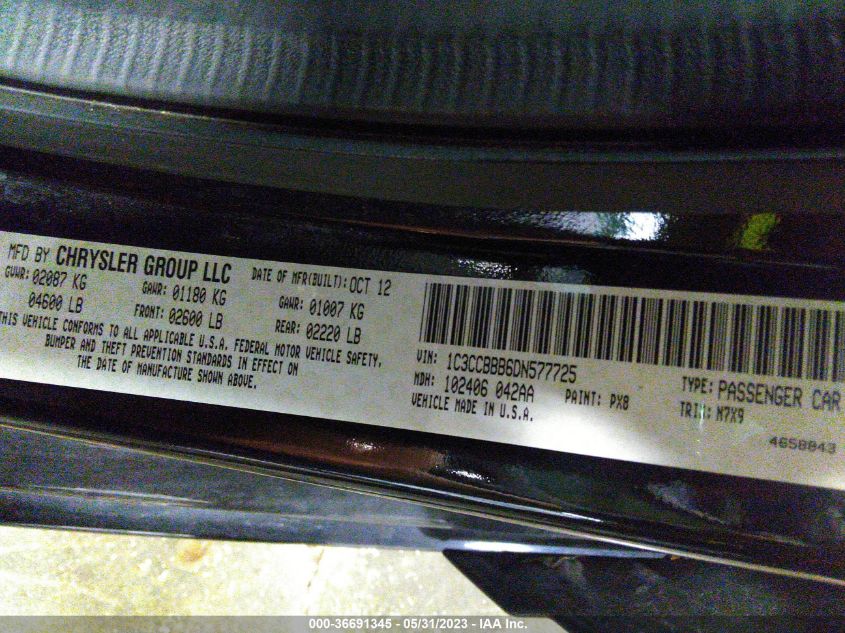 MFD BY CHRYSLER GROUP LLC
DATE OF MFR(BUILT): OCT 12
GVWR: 02087 KG
GAWR: 01180 KG
GAWR: 01007 KG
04600 LB
FRONT: 02600 LB
REAR: 02220 LB
THIS VEHICLE CONFORMS TO ALL APPLICABLE U.S.A. FEDERAL MOTOR VEHICLE SAFETY,
BUMPER AND THEFT PREVENTION STANDARDS IN EFFECT ON
THE DATE OF MANUFACTURE SHOWN ABOVE.
VIN: 1C3CCBBB6DN577725
TYPE: PASSENGER CAR
MDH: 102406 042AA
PAINT: PX8
TRIM: M7X9
VEHICLE MADE IN U.S.A.
4658843
000-36691345 - 05/31/2023 - IAA Inc.